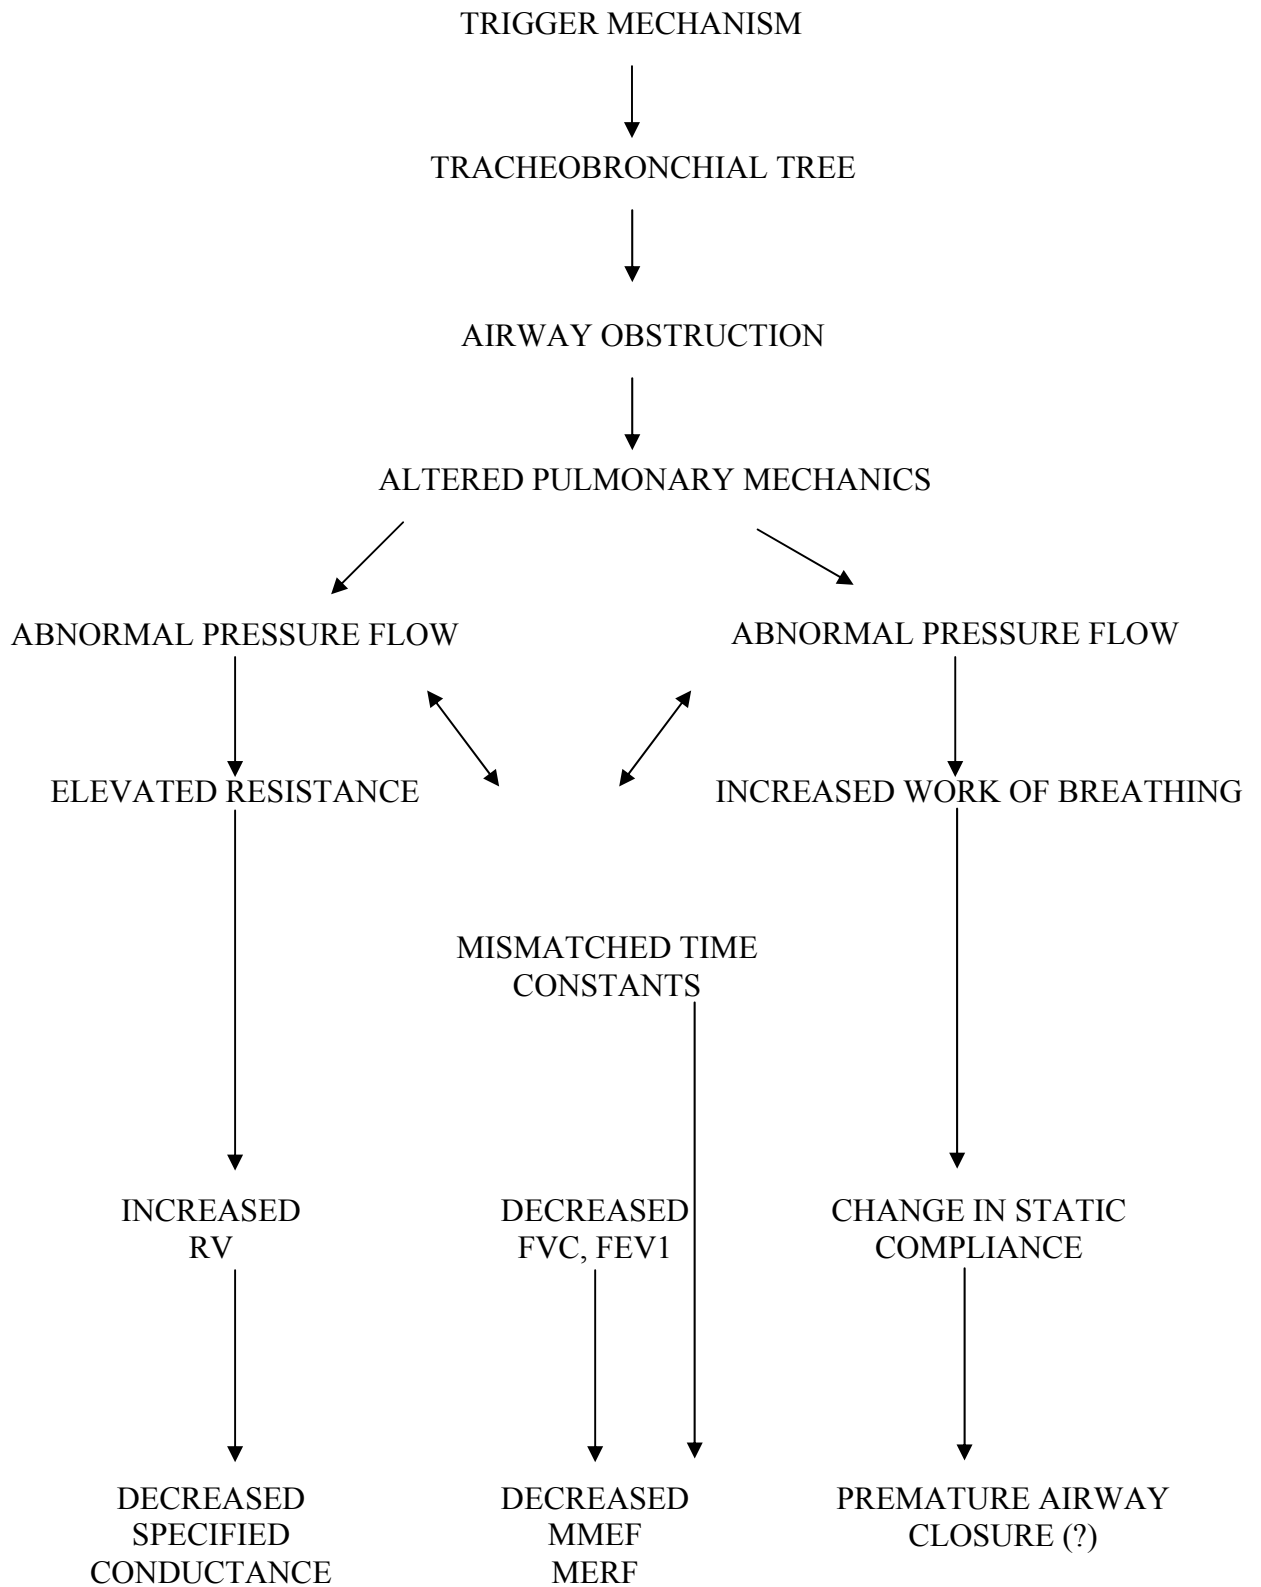 TRIGGER MECHANISM
TRACHEOBRONCHIAL TREE
AIRWAY OBSTRUCTION
ALTERED PULMONARY MECHANICS
ABNORMAL PRESSURE FLOW
ABNORMAL PRESSURE FLOW
ELEVATED RESISTANCE
INCREASED WORK OF BREATHING
MISMATCHED TIME
CONSTANTS
INCREASED
RV
DECREASED
FVC, FEV1
CHANGE IN STATIC
COMPLIANCE
DECREASED
SPECIFIED
CONDUCTANCE
DECREASED
MMEF
MERF
PREMATURE AIRWAY
CLOSURE (?)